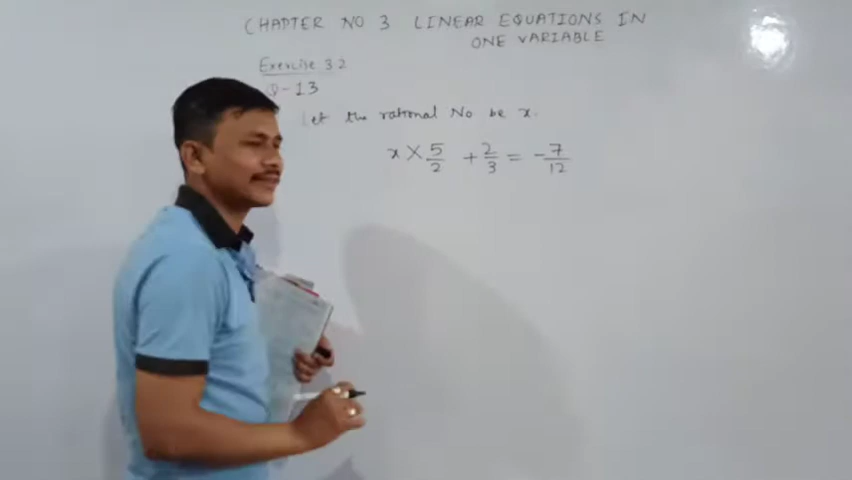 CHAPTER NO 3 LINEAR EQUATIONS IN
ONE VARIABLE
Exercise 3.2
Q-13
Let the rational No be x.
x × 5/2 + 2/3 = -7/12